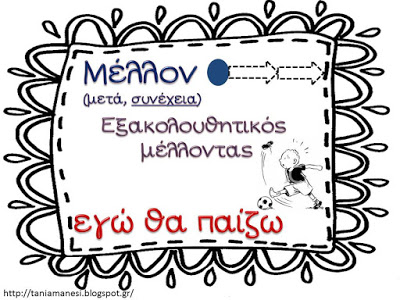 Μέλλον
(μετά, συνέχεια)
Εξακολουθητικός
μέλλοντας
εγώ θα παίζω
http://taniamanesi.blogspot.gr/